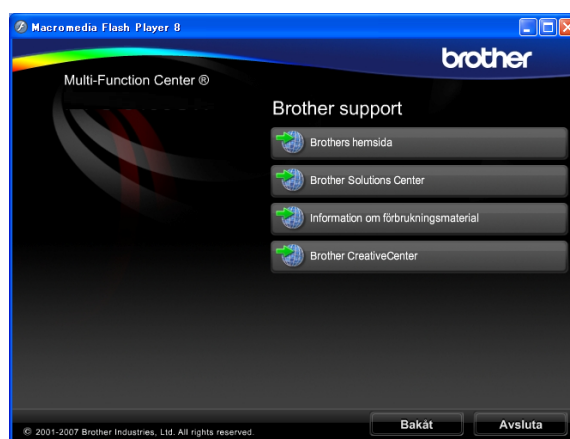 Macromedia Flash Player 8
brother
Multi-Function Center ®
Brother support
Brothers hemsida
Brother Solutions Center
Information om förbrukningsmaterial
Brother CreativeCenter
© 2001-2007 Brother Industries, Ltd. All rights reserved.
Bakåt
Avsluta